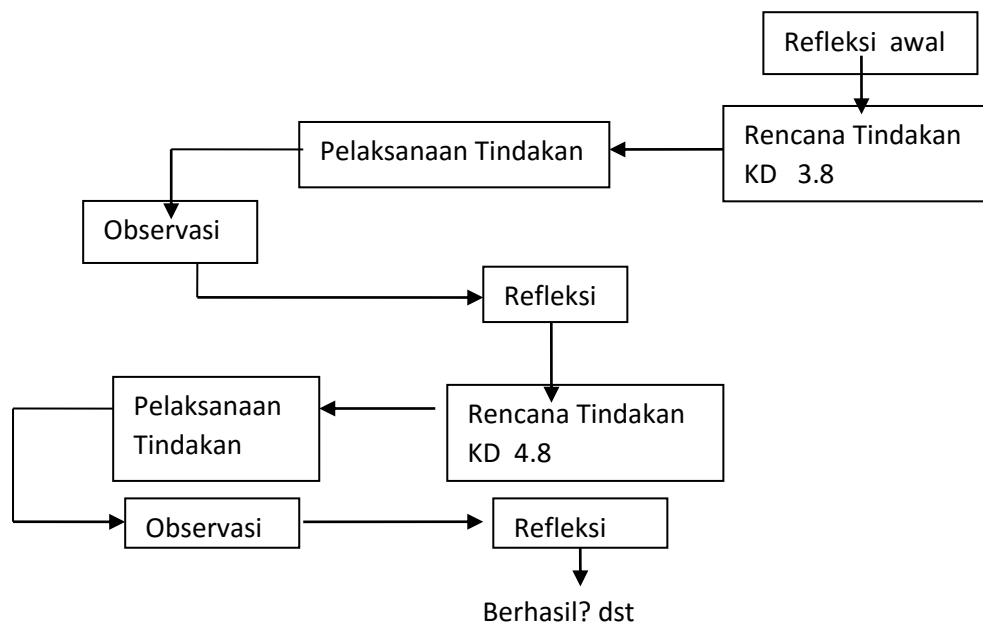 Refleksi awal
Rencana Tindakan
KD 3.8
Pelaksanaan Tindakan
Observasi
Refleksi
Pelaksanaan
Tindakan
Rencana Tindakan
KD 4.8
Observasi
Refleksi
Berhasil? dst